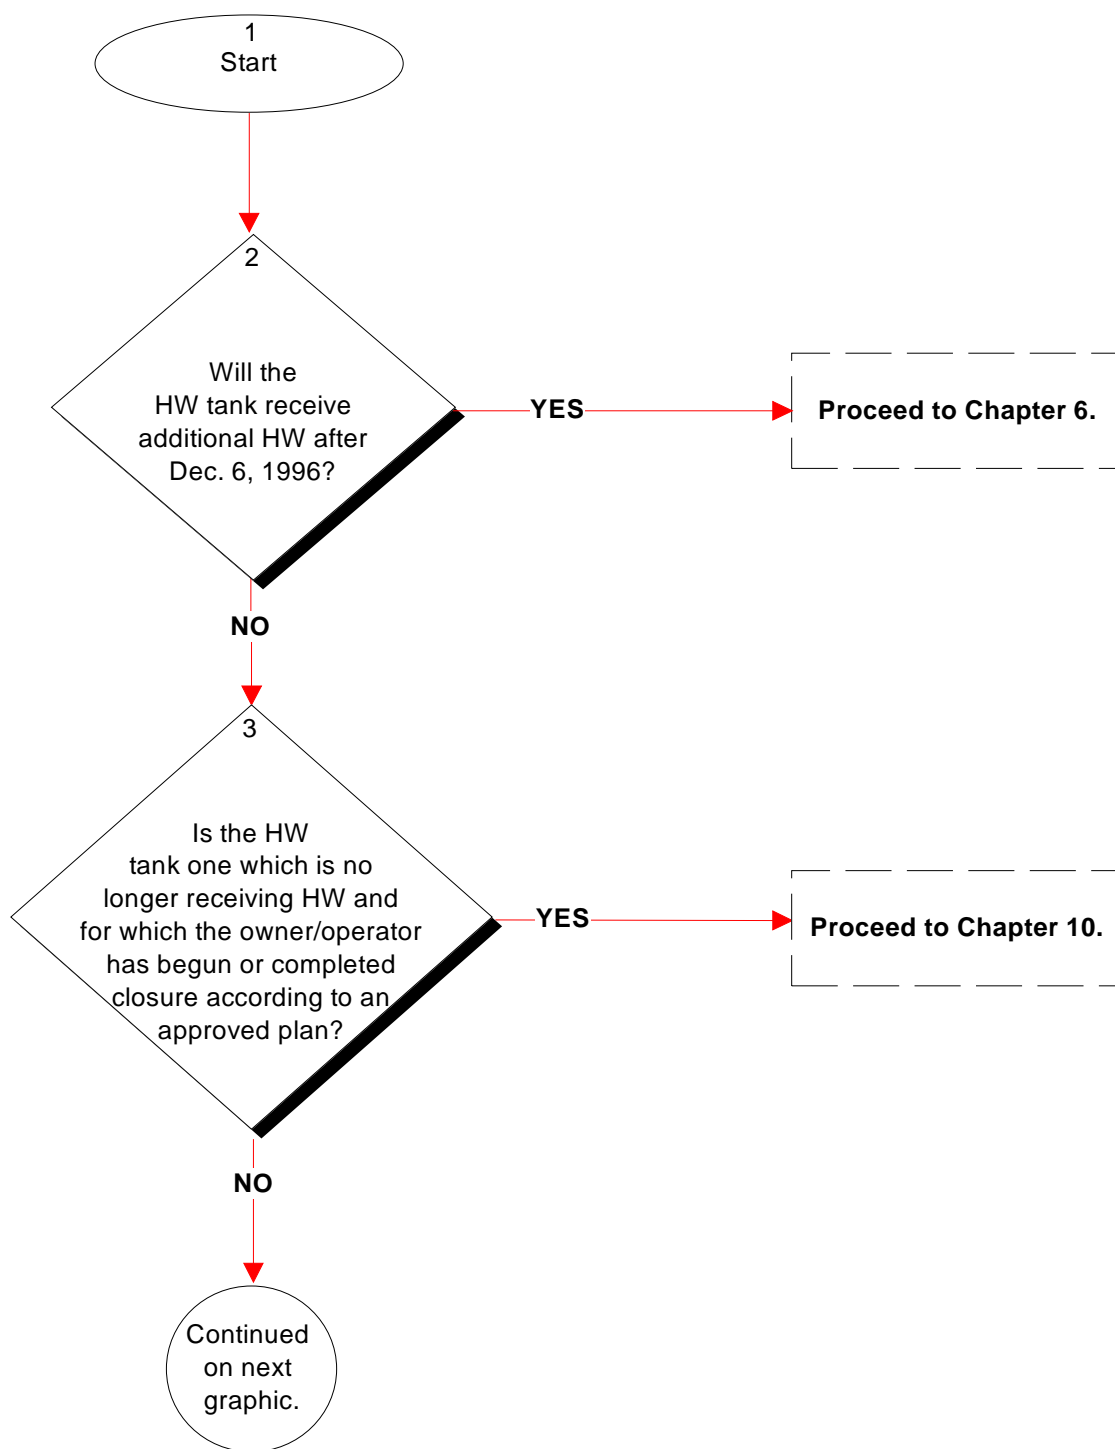 1
Start
2
Will the
HW tank receive
additional HW after
Dec. 6, 1996?
YES
Proceed to Chapter 6.
NO
3
Is the HW
tank one which is no
longer receiving HW and
for which the owner/operator
has begun or completed
closure according to an
approved plan?
YES
Proceed to Chapter 10.
NO
Continued
on next
graphic.